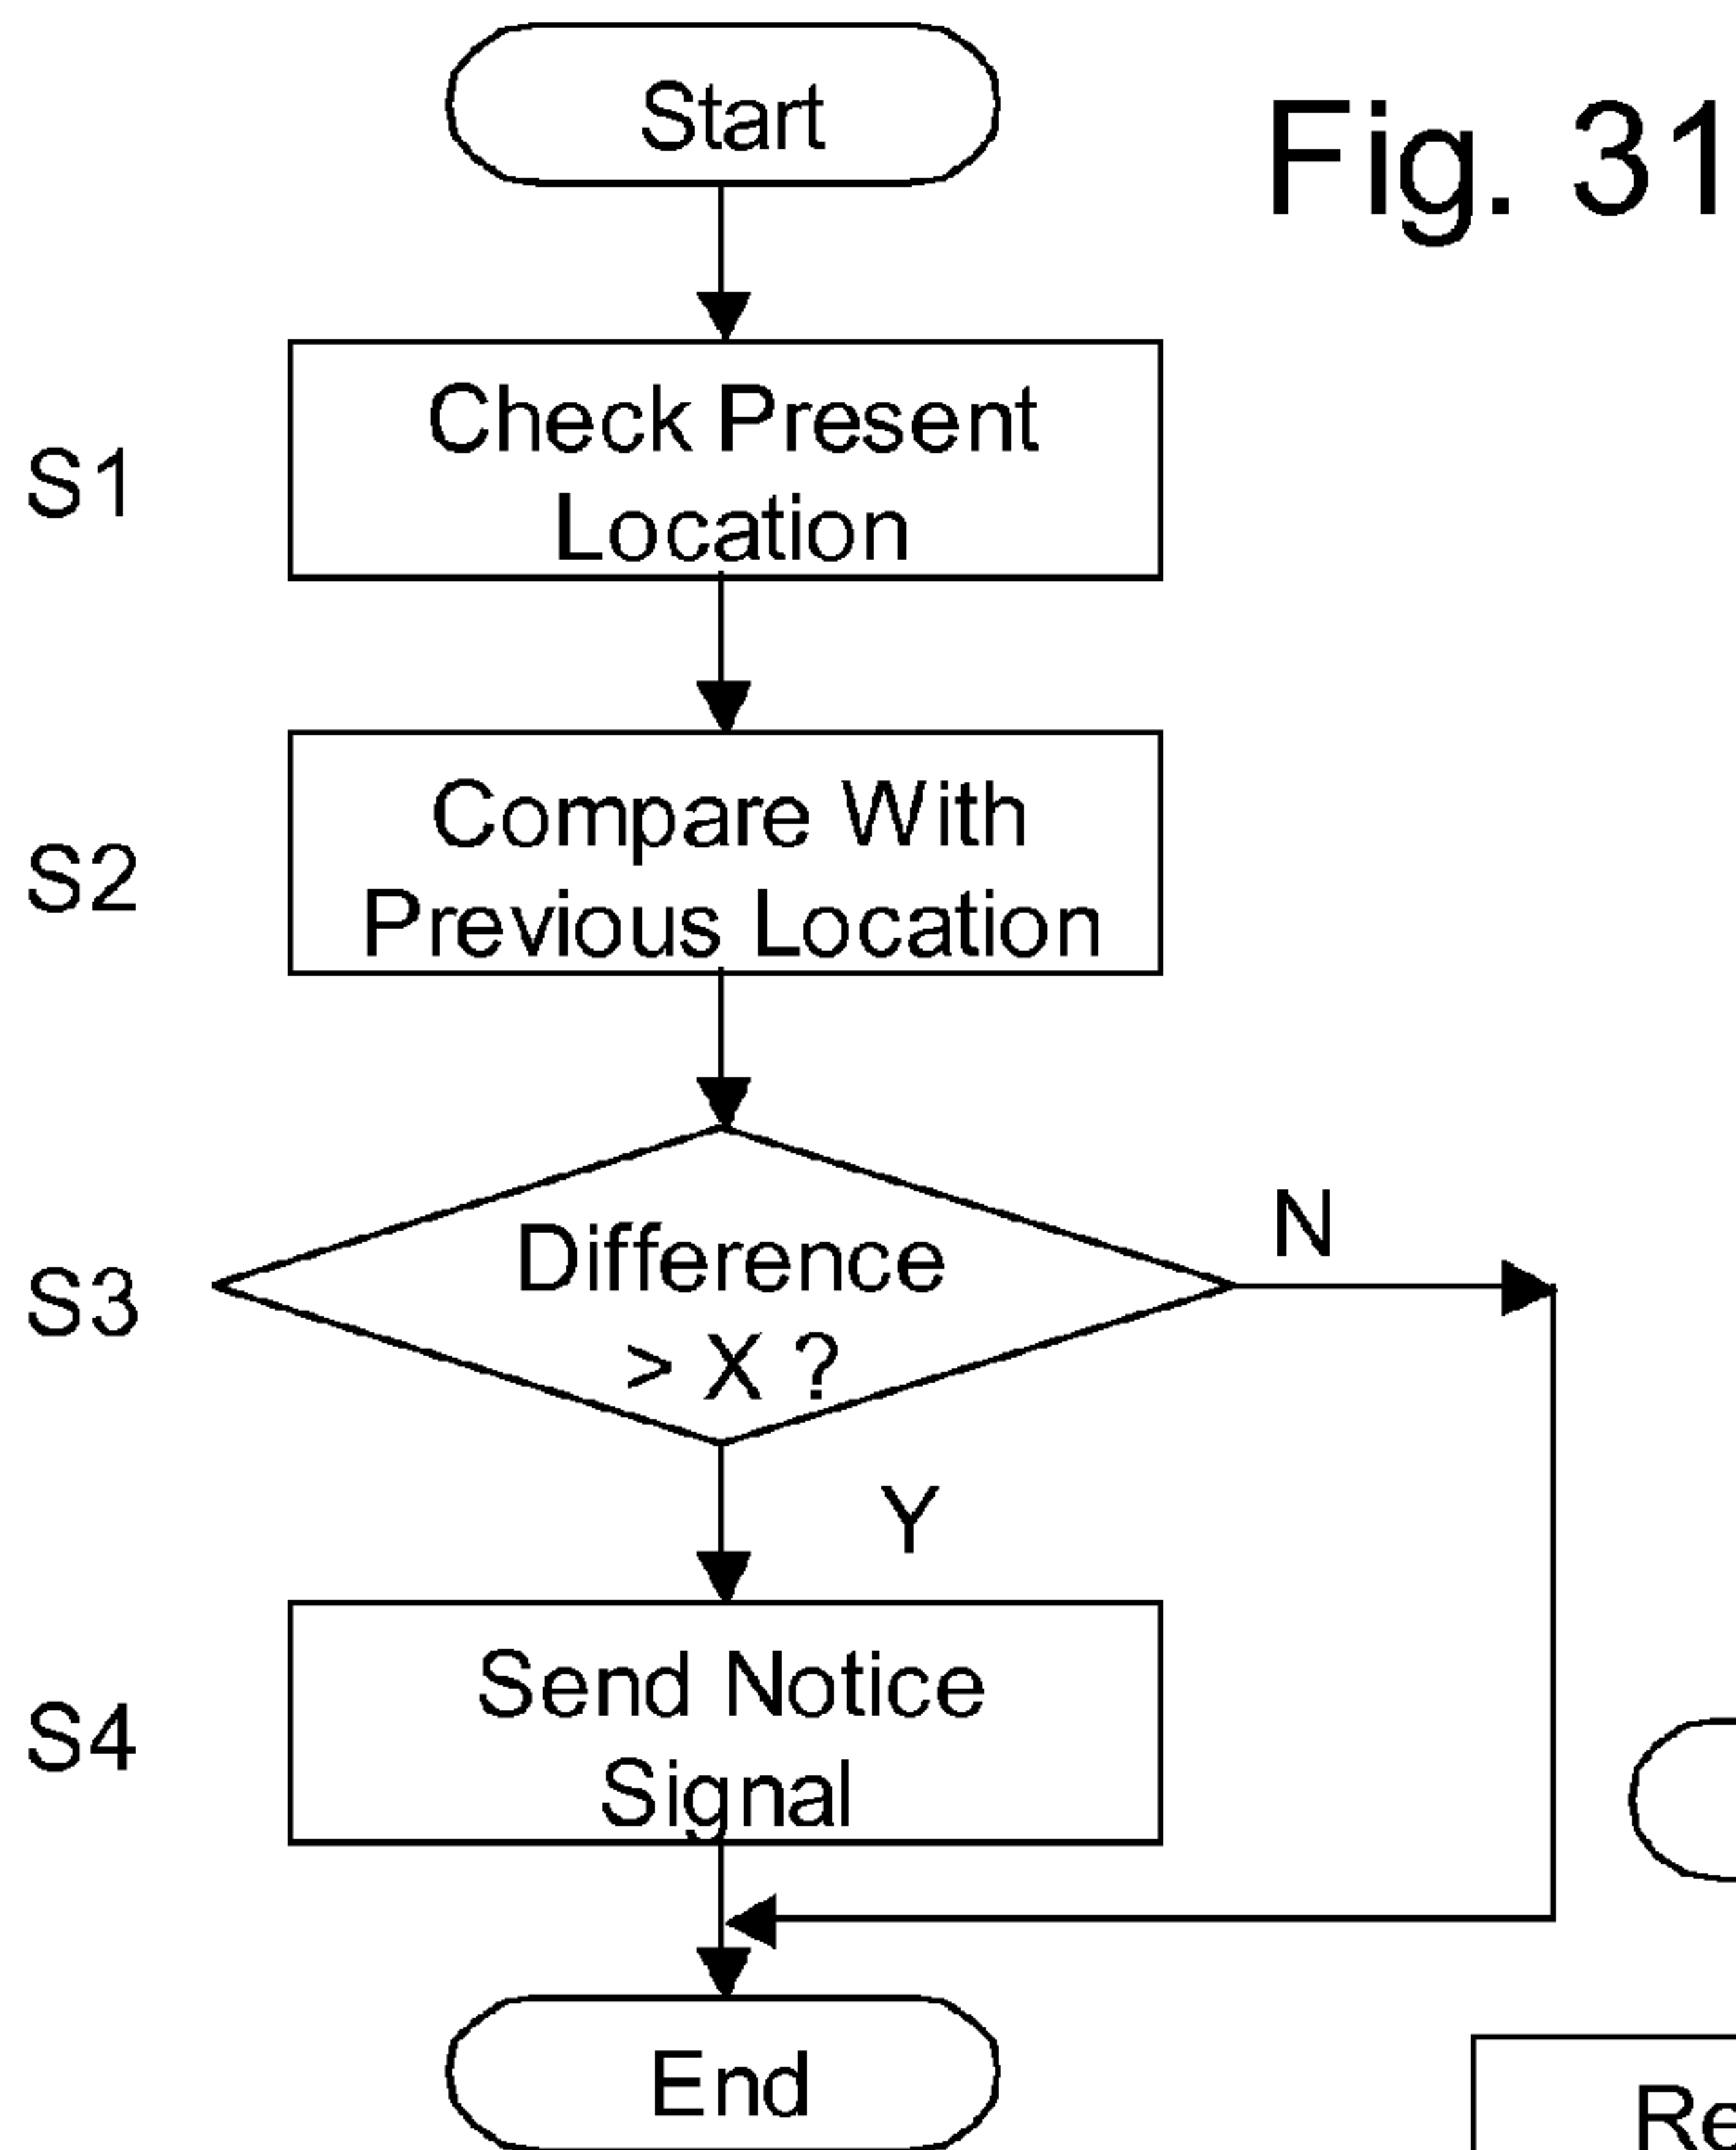 Start
Fig. 31
S1
Check Present
Location
S2
Compare With
Previous Location
S3
Difference
> X ?
N
Y
S4
Send Notice
Signal
End